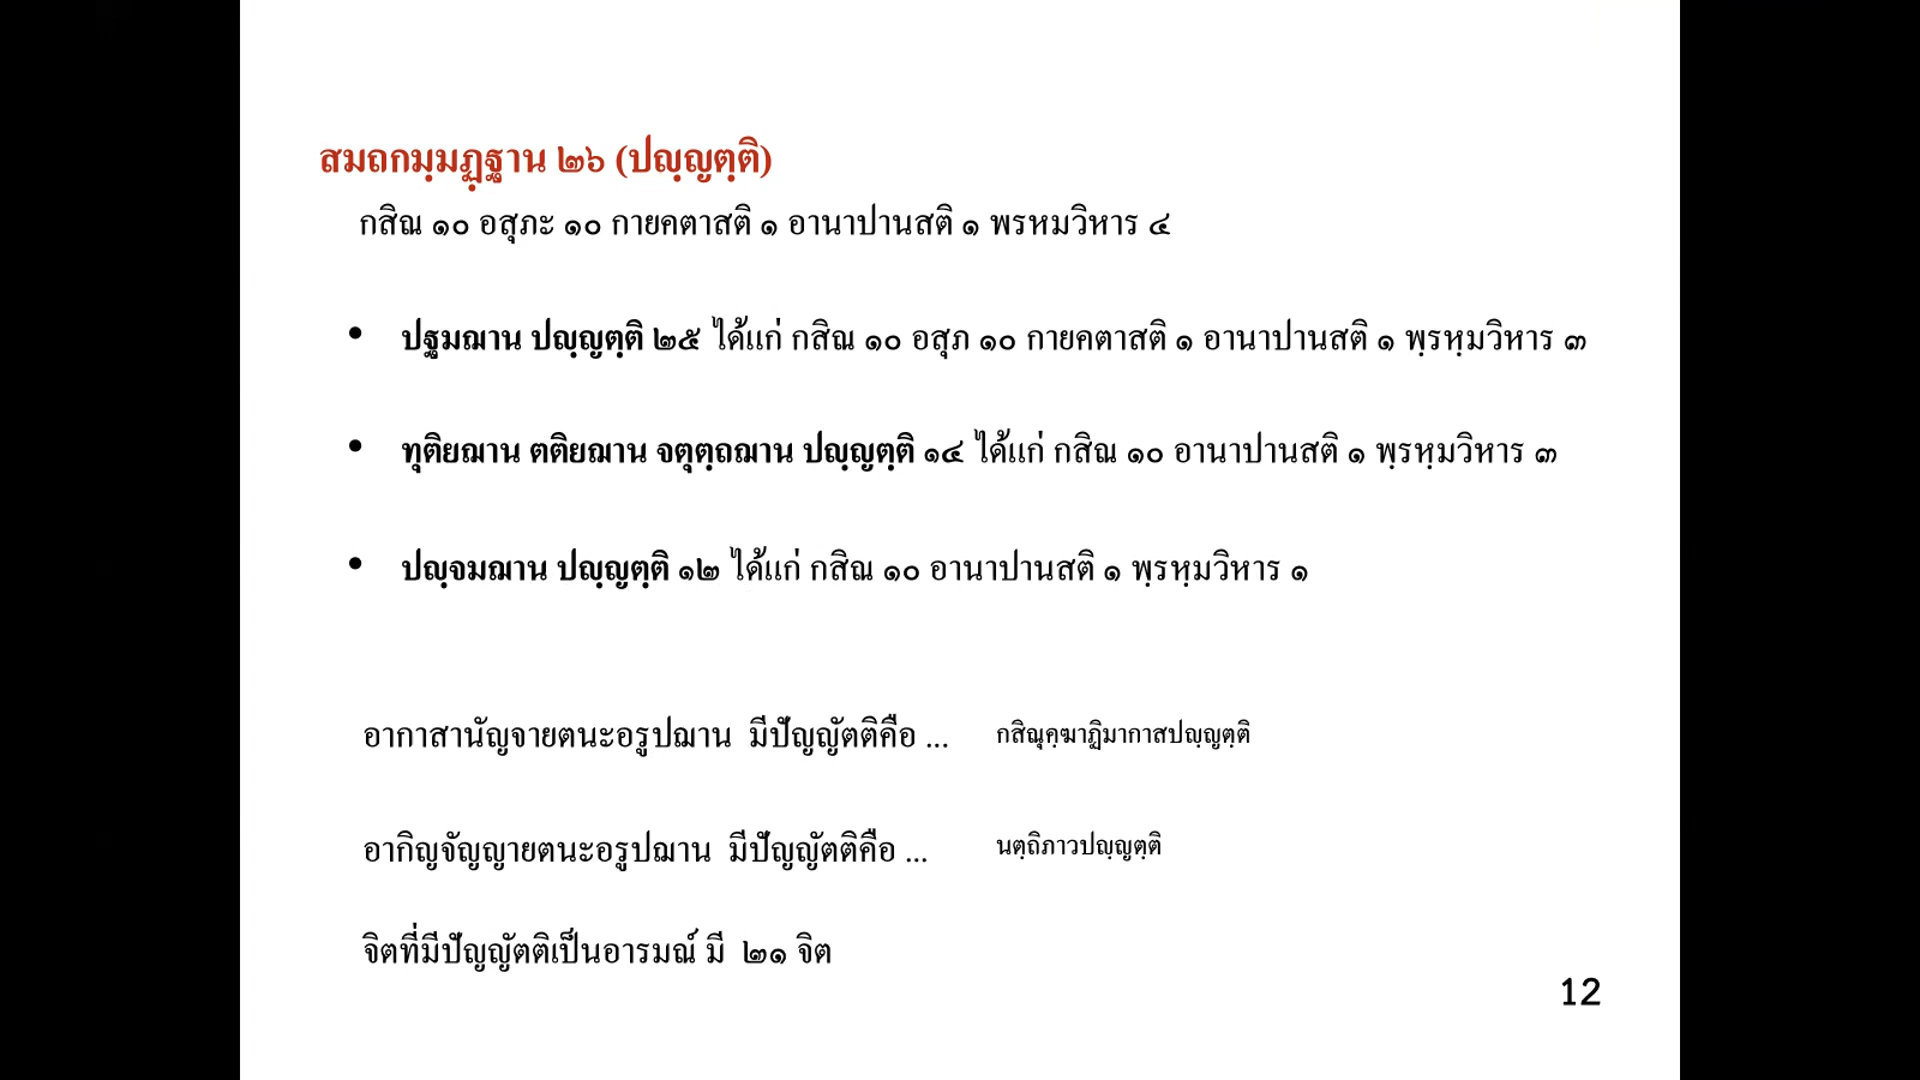 สมถกมฺมฏฺฐาน ๒๖ (ปญฺญตฺติ)
กสิณ ๑๐ อสุภะ ๑๐ กายคตาสติ ๑ อานาปานสติ ๑ พรหมวิหาร ๔
• ปฐมฌาน ปญฺญตฺติ ๒๕ ได้แก่ กสิณ ๑๐ อสุภ ๑๐ กายคตาสติ ๑ อานาปานสติ ๑ พฺรหฺมวิหาร ๓
• ทุติยฌาน ตติยฌาน จตุตฺถฌาน ปญฺญตฺติ ๑๔ ได้แก่ กสิณ ๑๐ อานาปานสติ ๑ พฺรหฺมวิหาร ๓
• ปญฺจมฌาน ปญฺญตฺติ ๑๒ ได้แก่ กสิณ ๑๐ อานาปานสติ ๑ พฺรหฺมวิหาร ๑
อากาสานัญจายตนะอรูปฌาน มีปัญญัตติคือ ... กสิณุคฺฆาฏิมากาสปญฺญตฺติ
อากิญจัญญายตนะอรูปฌาน มีปัญญัตติคือ ... นตฺถิภาวปญฺญตฺติ
จิตที่มีปัญญัตติเป็นอารมณ์ มี ๒๑ จิต
12